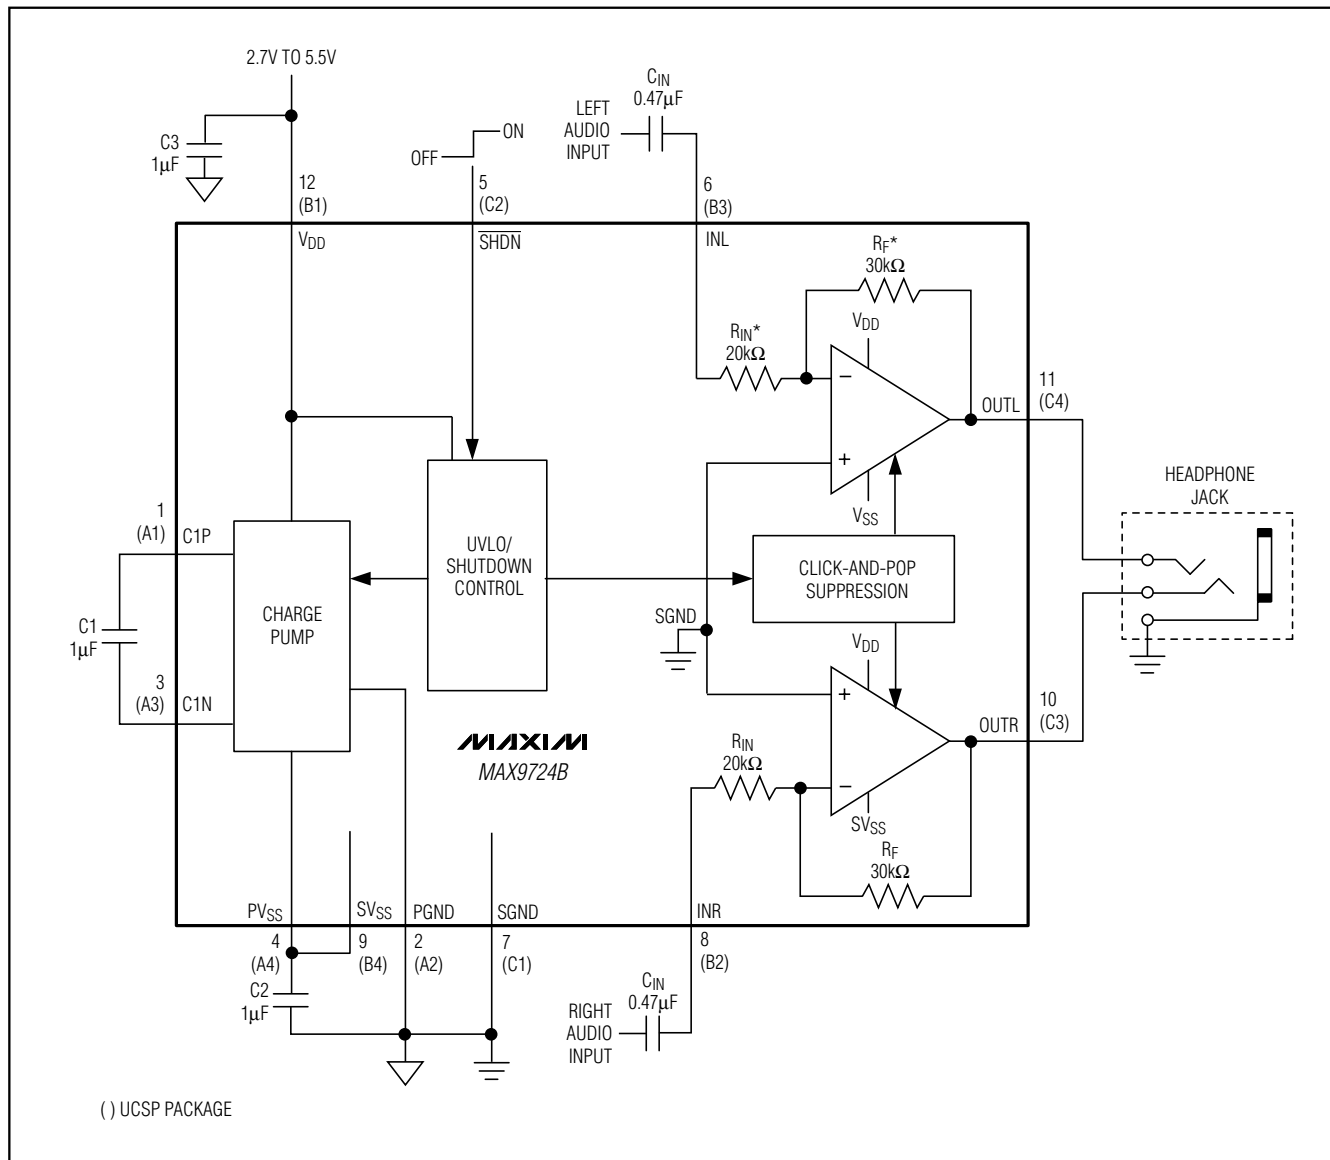 2.7V TO 5.5V
C3
1µF
12
(B1)
VDD
OFF
ON
5
(C2)
SHDN
LEFT
AUDIO
INPUT
CIN
0.47µF
6
(B3)
INL
RF*
30kΩ
RIN*
20kΩ
VDD
−
+
VSS
OUTL
11
(C4)
HEADPHONE
JACK
1
(A1)
C1P
C1
1µF
3
(A3)
C1N
CHARGE
PUMP
UVLO/
SHUTDOWN
CONTROL
CLICK-AND-POP
SUPPRESSION
SGND
VDD
+
−
SVSS
OUTR
10
(C3)
RIN
20kΩ
RF
30kΩ
MAXIM
MAX9724B
PVSS
SVSS
PGND
SGND
INR
4
(A4)
9
(B4)
2
(A2)
7
(C1)
8
(B2)
C2
1µF
RIGHT
AUDIO
INPUT
CIN
0.47µF
( ) UCSP PACKAGE